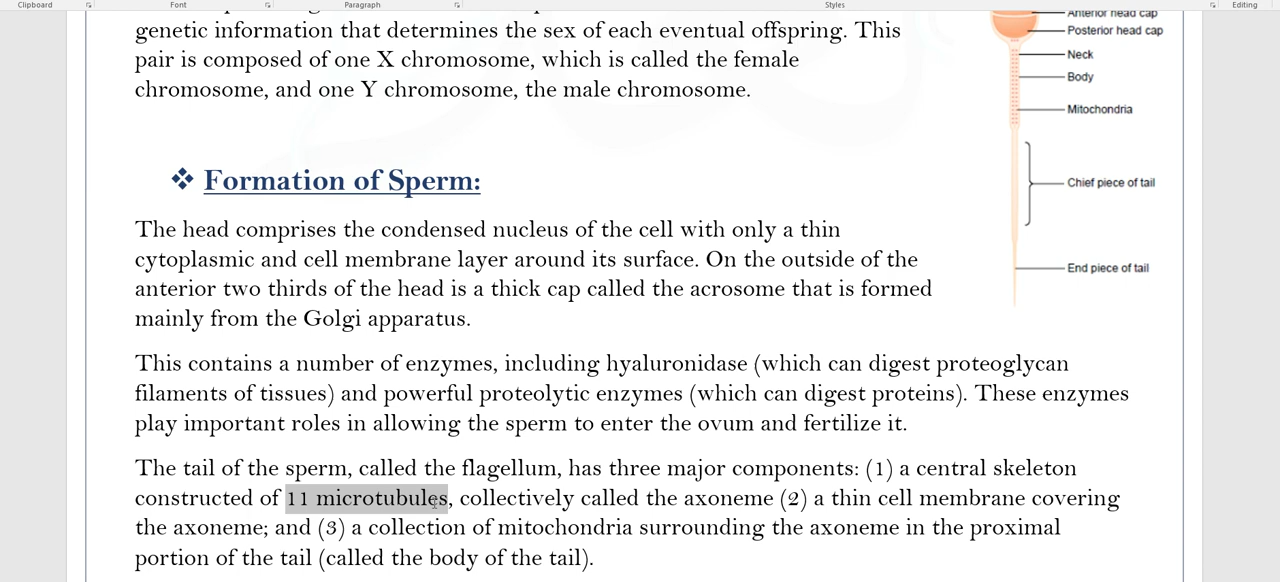 Clipboard
Font
Paragraph
Styles
Editing
genetic information that determines the sex of each eventual offspring. This
pair is composed of one X chromosome, which is called the female
chromosome, and one Y chromosome, the male chromosome.
Anterior head cap
Posterior head cap
Neck
Body
Mitochondria
Chief piece of tail
End piece of tail
❖ Formation of Sperm:
The head comprises the condensed nucleus of the cell with only a thin
cytoplasmic and cell membrane layer around its surface. On the outside of the
anterior two thirds of the head is a thick cap called the acrosome that is formed
mainly from the Golgi apparatus.
This contains a number of enzymes, including hyaluronidase (which can digest proteoglycan
filaments of tissues) and powerful proteolytic enzymes (which can digest proteins). These enzymes
play important roles in allowing the sperm to enter the ovum and fertilize it.
The tail of the sperm, called the flagellum, has three major components: (1) a central skeleton
constructed of 11 microtubules, collectively called the axoneme (2) a thin cell membrane covering
the axoneme; and (3) a collection of mitochondria surrounding the axoneme in the proximal
portion of the tail (called the body of the tail).